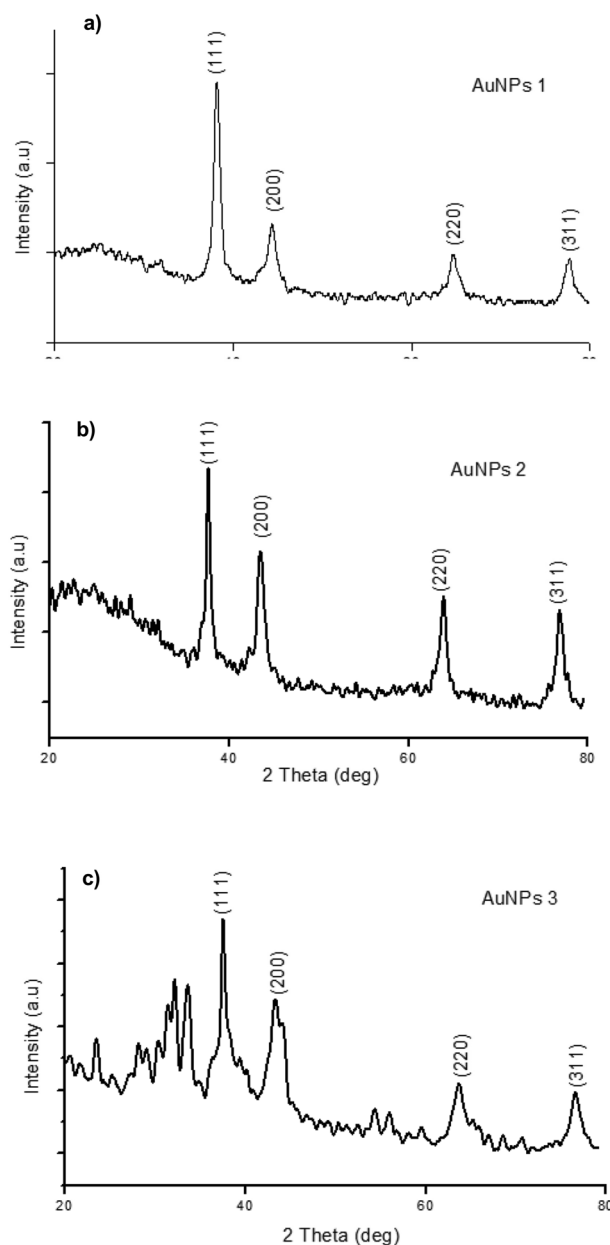 a)
AuNPs 1
(111)
(200)
(220)
(311)
Intensity (a.u)
b)
AuNPs 2
(111)
(200)
(220)
(311)
Intensity (a.u)
20 40 60 80
2 Theta (deg)
c)
AuNPs 3
(111)
(200)
(220)
(311)
Intensity (a.u)
20 40 60 80
2 Theta (deg)